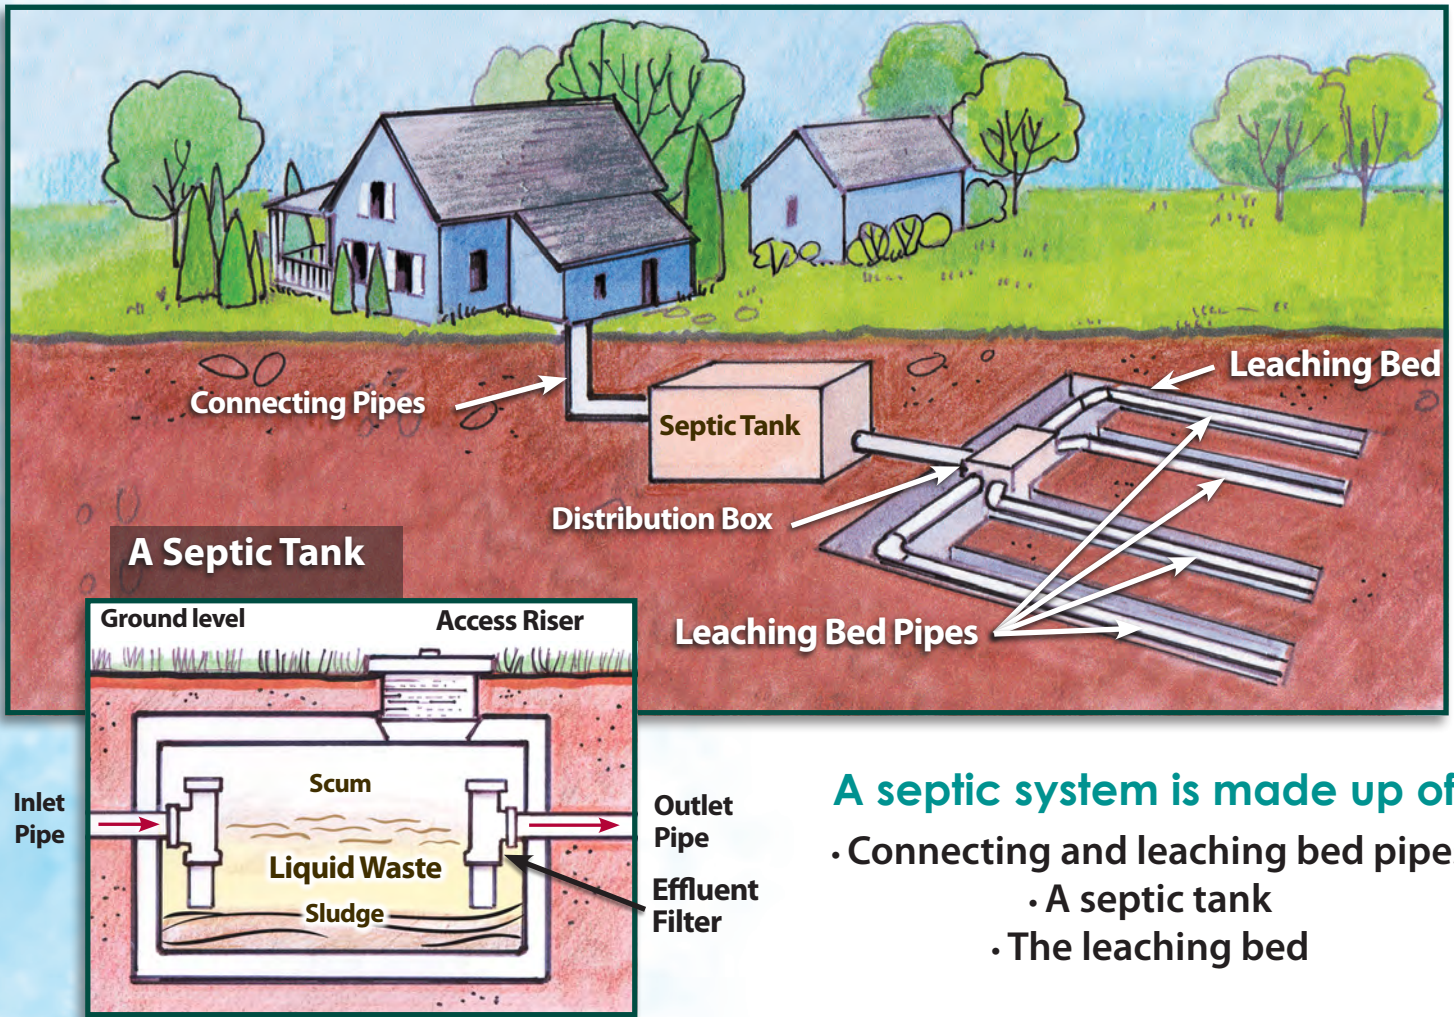 Leaching Bed
Connecting Pipes
Septic Tank
Distribution Box
Leaching Bed Pipes
A Septic Tank
Ground level
Access Riser
Scum
Inlet
Pipe
Outlet
Pipe
Liquid Waste
Effluent
Filter
Sludge
A septic system is made up of
· Connecting and leaching bed pipe
· A septic tank
· The leaching bed